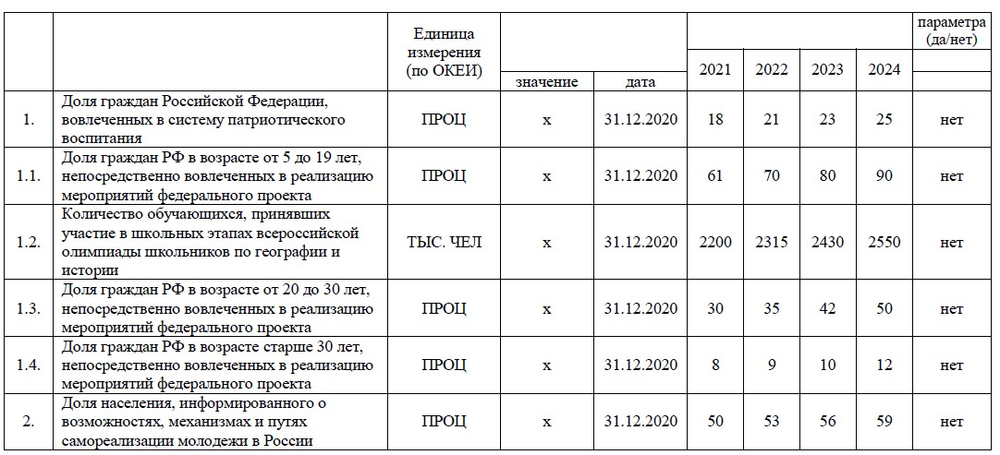 параметра
(да/нет)
Единица
измерения
(по ОКЕИ)
2021 2022 2023 2024
значение дата
1. Доля граждан Российской Федерации,
вовлеченных в систему патриотического
воспитания
ПРОЦ х 31.12.2020 18 21 23 25 нет
1.1. Доля граждан РФ в возрасте от 5 до 19 лет,
непосредственно вовлеченных в реализацию
мероприятий федерального проекта
ПРОЦ х 31.12.2020 61 70 80 90 нет
1.2. Количество обучающихся, принявших
участие в школьных этапах всероссийской
олимпиады школьников по географии и
истории
ТЫС. ЧЕЛ х 31.12.2020 2200 2315 2430 2550 нет
1.3. Доля граждан РФ в возрасте от 20 до 30 лет,
непосредственно вовлеченных в реализацию
мероприятий федерального проекта
ПРОЦ х 31.12.2020 30 35 42 50 нет
1.4. Доля граждан РФ в возрасте старше 30 лет,
непосредственно вовлеченных в реализацию
мероприятий федерального проекта
ПРОЦ х 31.12.2020 8 9 10 12 нет
2. Доля населения, информированного о
возможностях, механизмах и путях
самореализации молодежи в России
ПРОЦ х 31.12.2020 50 53 56 59 нет